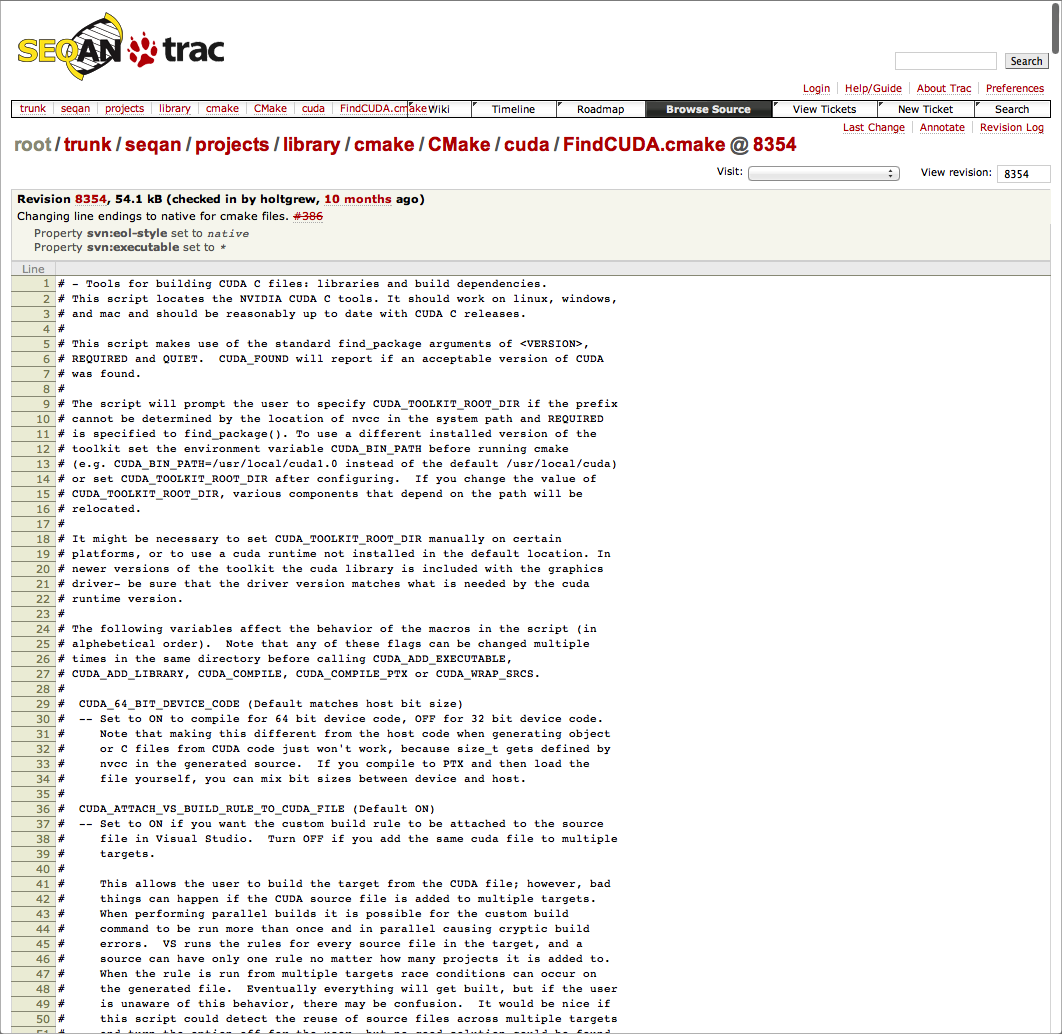 SEQAN trac
Search
Login Help/Guide About Trac Preferences
trunk seqan projects library cmake CMake cuda FindCUDA.cmake Wiki Timeline Roadmap Browse Source View Tickets New Ticket Search
Last Change Annotate Revision Log
root/trunk/seqan/projects/library/cmake/CMake/cuda/FindCUDA.cmake @ 8354
Visit: View revision: 8354
Revision 8354, 54.1 kB (checked in by holtgrew, 10 months ago)
Changing line endings to native for cmake files. #386
Property svn:eol-style set to native
Property svn:executable set to *
Line
1 # - Tools for building CUDA C files: libraries and build dependencies.
2 # This script locates the NVIDIA CUDA C tools. It should work on linux, windows,
3 # and mac and should be reasonably up to date with CUDA C releases.
4 #
5 # This script makes use of the standard find_package arguments of <VERSION>,
6 # REQUIRED and QUIET.  CUDA_FOUND will report if an acceptable version of CUDA
7 # was found.
8 #
9 # The script will prompt the user to specify CUDA_TOOLKIT_ROOT_DIR if the prefix
10 # cannot be determined by the location of nvcc in the system path and REQUIRED
11 # is specified to find_package(). To use a different installed version of the
12 # toolkit set the environment variable CUDA_BIN_PATH before running cmake
13 # (e.g. CUDA_BIN_PATH=/usr/local/cuda1.0 instead of the default /usr/local/cuda)
14 # or set CUDA_TOOLKIT_ROOT_DIR after configuring.  If you change the value of
15 # CUDA_TOOLKIT_ROOT_DIR, various components that depend on the path will be
16 # relocated.
17 #
18 # It might be necessary to set CUDA_TOOLKIT_ROOT_DIR manually on certain
19 # platforms, or to use a cuda runtime not installed in the default location. In
20 # newer versions of the toolkit the cuda library is included with the graphics
21 # driver- be sure that the driver version matches what is needed by the cuda
22 # runtime version.
23 #
24 # The following variables affect the behavior of the macros in the script (in
25 # alphebetical order).  Note that any of these flags can be changed multiple
26 # times in the same directory before calling CUDA_ADD_EXECUTABLE,
27 # CUDA_ADD_LIBRARY, CUDA_COMPILE, CUDA_COMPILE_PTX or CUDA_WRAP_SRCS.
28 #
29 #  CUDA_64_BIT_DEVICE_CODE (Default matches host bit size)
30 #  -- Set to ON to compile for 64 bit device code, OFF for 32 bit device code.
31 #     Note that making this different from the host code when generating object
32 #     or C files from CUDA code just won't work, because size_t gets defined by
33 #     nvcc in the generated source.  If you compile to PTX and then load the
34 #     file yourself, you can mix bit sizes between device and host.
35 #
36 #  CUDA_ATTACH_VS_BUILD_RULE_TO_CUDA_FILE (Default ON)
37 #  -- Set to ON if you want the custom build rule to be attached to the source
38 #     file in Visual Studio.  Turn OFF if you add the same cuda file to multiple
39 #     targets.
40 #
41 #     This allows the user to build the target from the CUDA file; however, bad
42 #     things can happen if the CUDA source file is added to multiple targets.
43 #     When performing parallel builds it is possible for the custom build
44 #     command to be run more than once and in parallel causing cryptic build
45 #     errors.  VS runs the rules for every source file in the target, and a
46 #     source can have only one rule no matter how many projects it is added to.
47 #     When the rule is run from multiple targets race conditions can occur on
48 #     the generated file.  Eventually everything will get built, but if the user
49 #     is unaware of this behavior, there may be confusion.  It would be nice if
50 #     this script could detect the reuse of source files across multiple targets
51 #     and turn the option off for the user, but no good solution could be found